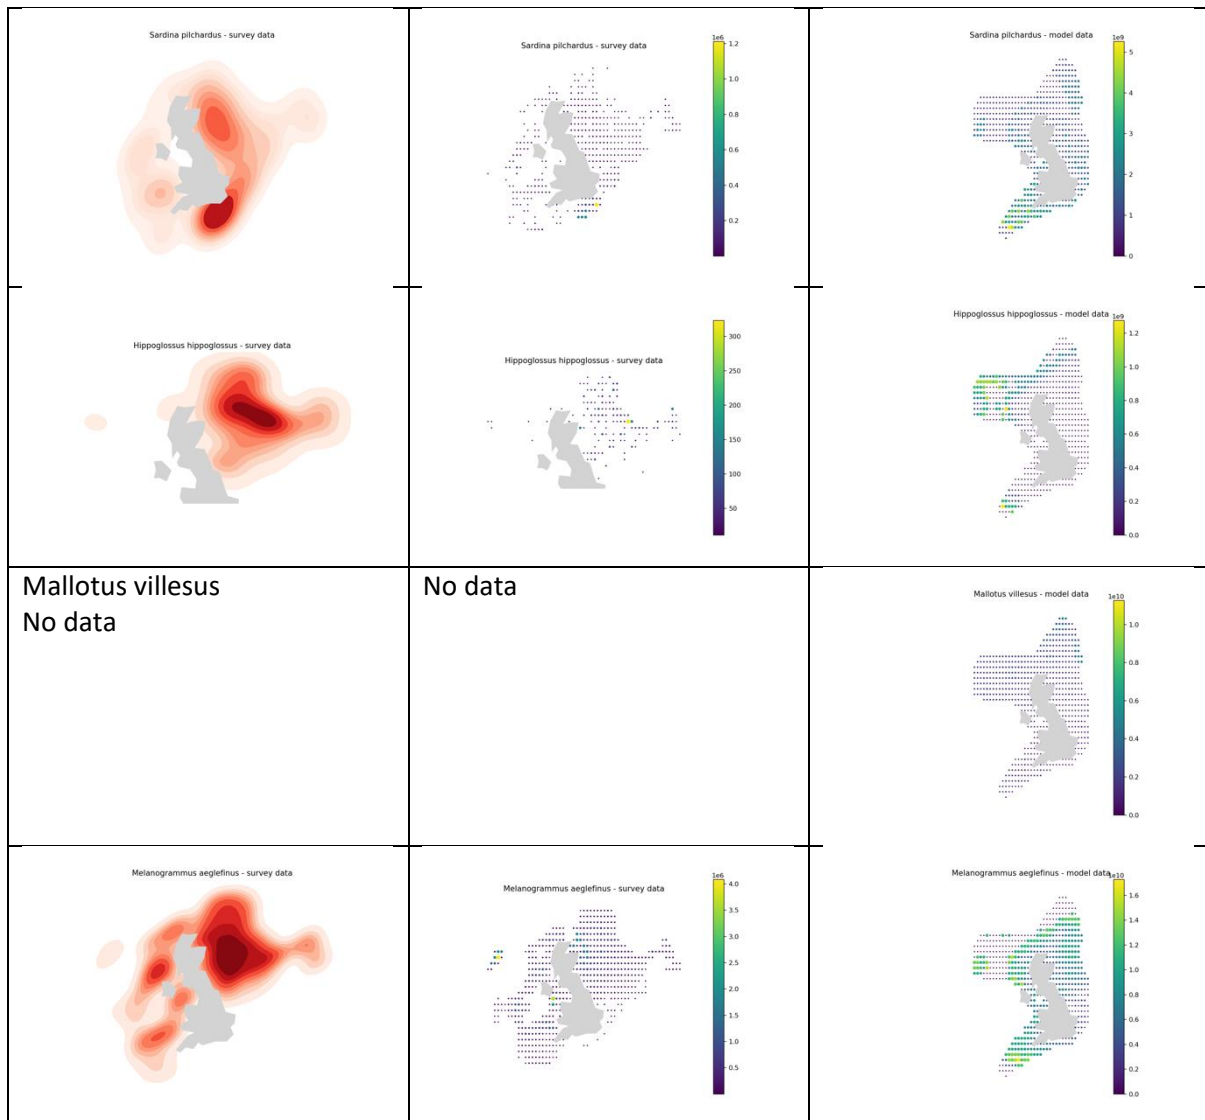 Sardina pilchardus - survey data
Sardina pilchardus - survey data
1e6
1.2
1.0
0.8
0.6
0.4
0.2
Sardina pilchardus - model data
1e9
5
4
3
2
1
0
Hippoglossus hippoglossus - survey data
Hippoglossus hippoglossus - survey data
300
250
200
150
100
50
Hippoglossus hippoglossus - model data
1e9
1.2
1.0
0.8
0.6
0.4
0.2
0.0
Mallotus villesus
No data
No data
Mallotus villesus - model data
1e10
1.0
0.8
0.6
0.4
0.2
0.0
Melanogrammus aeglefinus - survey data
Melanogrammus aeglefinus - survey data
1e6
4.0
3.5
3.0
2.5
2.0
1.5
1.0
0.5
Melanogrammus aeglefinus - model data
1e10
1.6
1.4
1.2
1.0
0.8
0.6
0.4
0.2
0.0